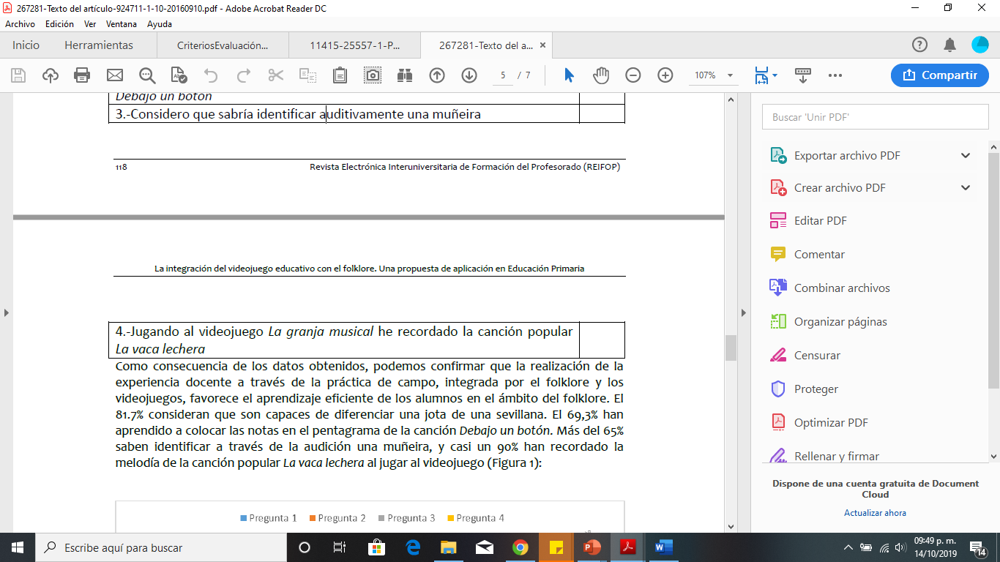 267281-Texto del artículo-924711-1-10-20160910.pdf - Adobe Acrobat Reader DC
Archivo Edición Ver Ventana Ayuda
Inicio Herramientas CriteriosEvaluación... 11415-25557-1-P... 267281-Texto del a... ×
5 / 7 107% Compartir
Debajo un botón
3.-Considero que sabría identificar auditivamente una muñeira
118 Revista Electrónica Interuniversitaria de Formación del Profesorado (REIFOP)
La integración del videojuego educativo con el folklore. Una propuesta de aplicación en Educación Primaria
4.-Jugando al videojuego La granja musical he recordado la canción popular
La vaca lechera
Como consecuencia de los datos obtenidos, podemos confirmar que la realización de la
experiencia docente a través de la práctica de campo, integrada por el folklore y los
videojuegos, favorece el aprendizaje eficiente de los alumnos en el ámbito del folklore. El
81.7% consideran que son capaces de diferenciar una jota de una sevillana. El 69,3% han
aprendido a colocar las notas en el pentagrama de la canción Debajo un botón. Más del 65%
saben identificar a través de la audición una muñeira, y casi un 90% han recordado la
melodía de la canción popular La vaca lechera al jugar al videojuego (Figura 1):
Pregunta 1 Pregunta 2 Pregunta 3 Pregunta 4
Buscar 'Unir PDF'
Exportar archivo PDF
Crear archivo PDF
Editar PDF
Comentar
Combinar archivos
Organizar páginas
Censurar
Proteger
Optimizar PDF
Rellenar y firmar
Dispone de una cuenta gratuita de Document
Cloud
Actualizar ahora
Escribe aquí para buscar
09:49 p. m.
14/10/2019
14